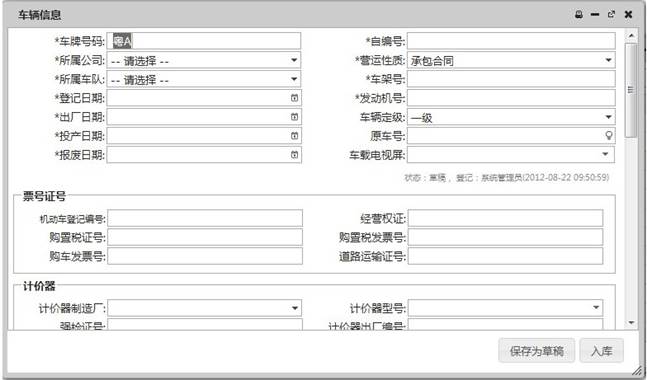 车辆信息
*车牌号码: 粤A *自编号:
*所属公司: -- 请选择 -- *营运性质: 承包合同
*所属车队: -- 请选择 -- *车架号:
*登记日期: *发动机号:
*出厂日期: 车辆定级: 一级
*投产日期: 原车号:
*报废日期: 车载电视屏:
状态：草稿， 登记：系统管理员(2012-08-22 09:50:59)
票号证号
机动车登记编号: 经营权证:
购置税证号: 购置税发票号:
购车发票号: 道路运输证号:
计价器
计价器制造厂: 计价器型号:
强检证号: 计价器出厂编号:
保存为草稿 入库